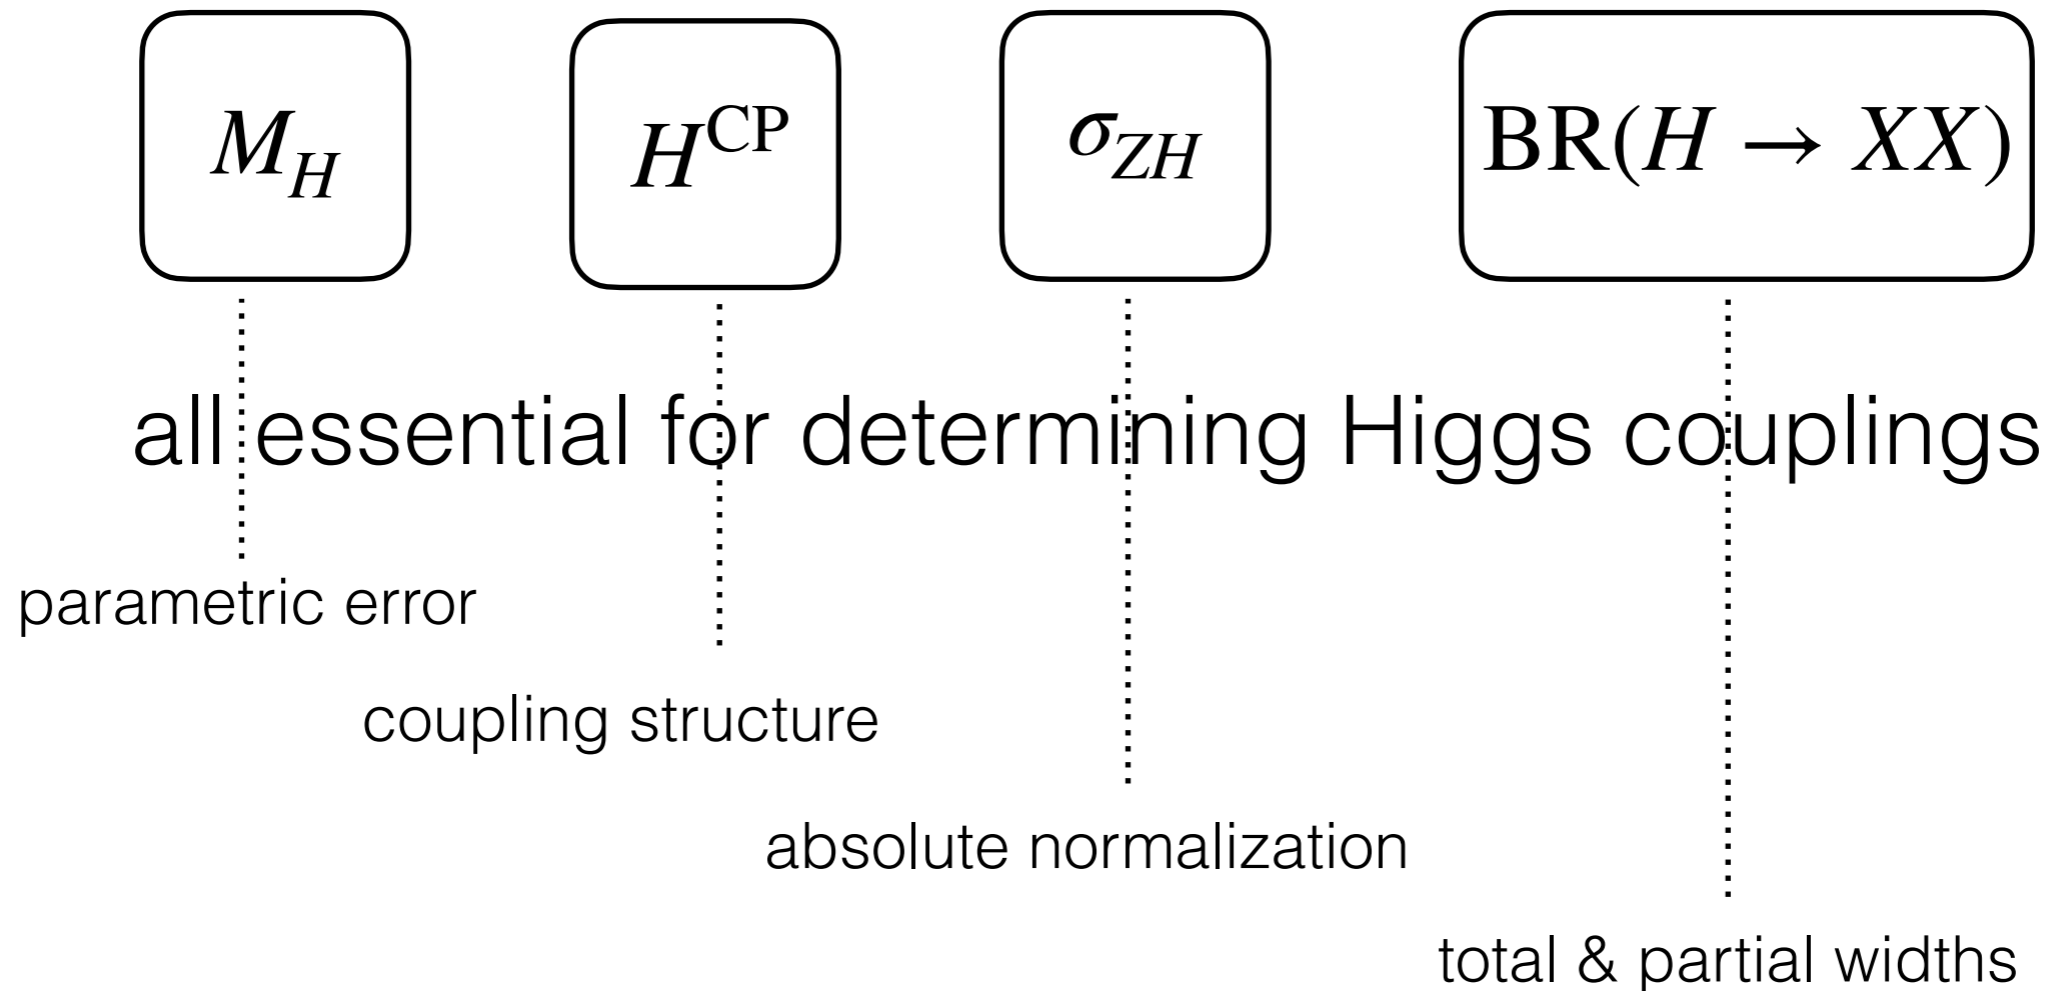 M_H
H^CP
σ_ZH
BR(H → XX)
all essential for determining Higgs couplings
parametric error
coupling structure
absolute normalization
total & partial widths